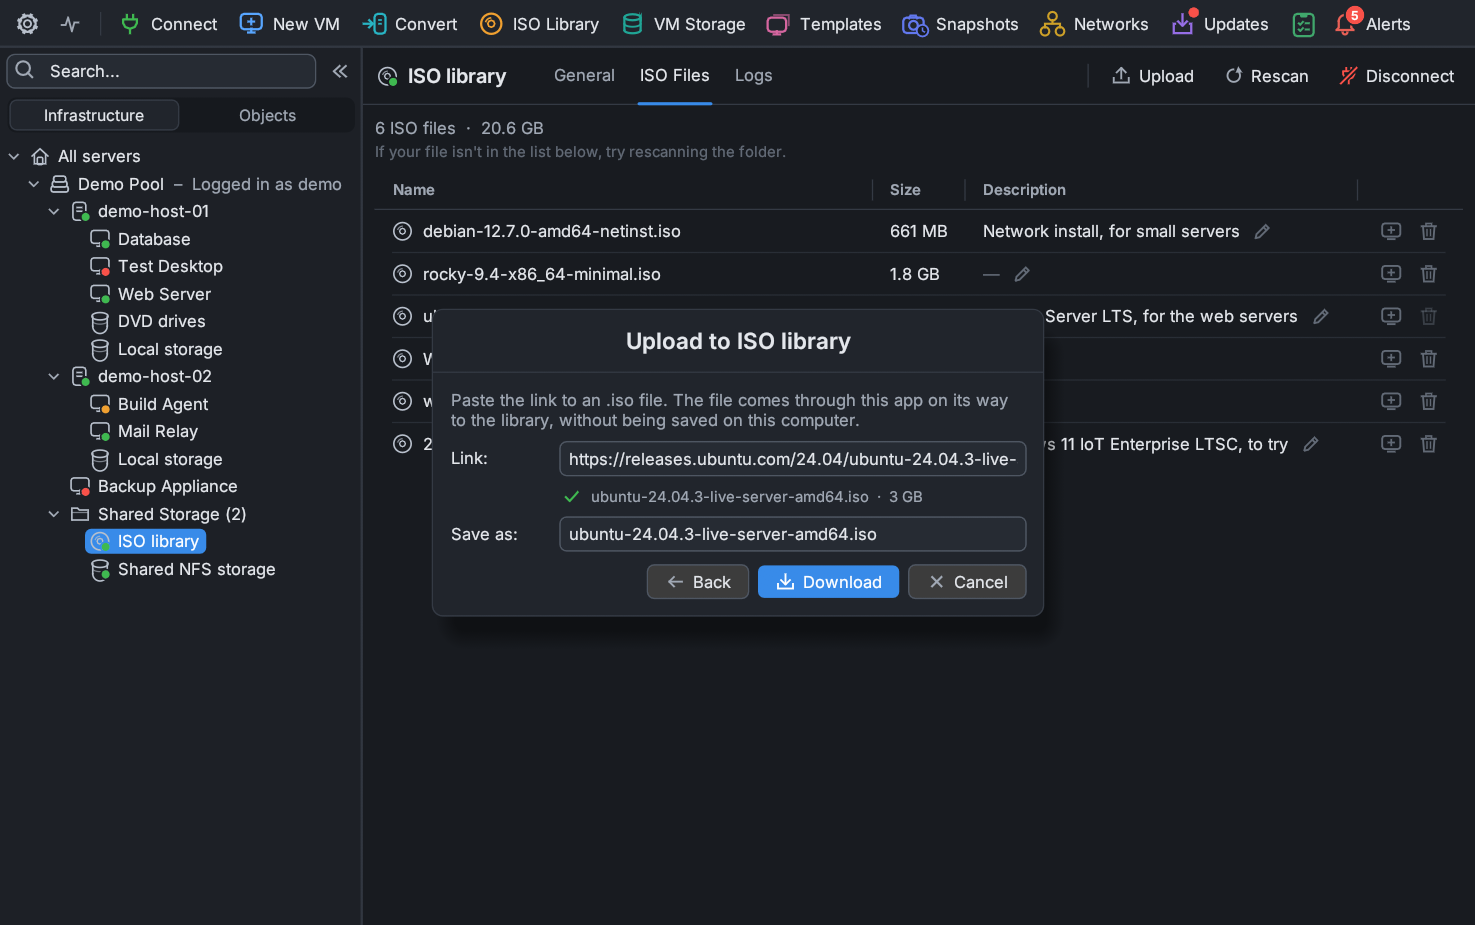 Connect
New VM
Convert
ISO Library
VM Storage
Templates
Snapshots
Networks
Updates
5
Alerts
Search...
ISO library
General
ISO Files
Logs
Upload
Rescan
Disconnect
Infrastructure
Objects
6 ISO files · 20.6 GB
If your file isn't in the list below, try rescanning the folder.
All servers
Demo Pool – Logged in as demo
demo-host-01
Database
Test Desktop
Web Server
DVD drives
Local storage
demo-host-02
Build Agent
Mail Relay
Local storage
Backup Appliance
Shared Storage (2)
ISO library
Shared NFS storage
Name
Size
Description
debian-12.7.0-amd64-netinst.iso
661 MB
Network install, for small servers
rocky-9.4-x86_64-minimal.iso
1.8 GB
—
Server LTS, for the web servers
11 IoT Enterprise LTSC, to try
Upload to ISO library
Paste the link to an .iso file. The file comes through this app on its way
to the library, without being saved on this computer.
Link:
https://releases.ubuntu.com/24.04/ubuntu-24.04.3-live-
ubuntu-24.04.3-live-server-amd64.iso · 3 GB
Save as:
ubuntu-24.04.3-live-server-amd64.iso
Back
Download
Cancel